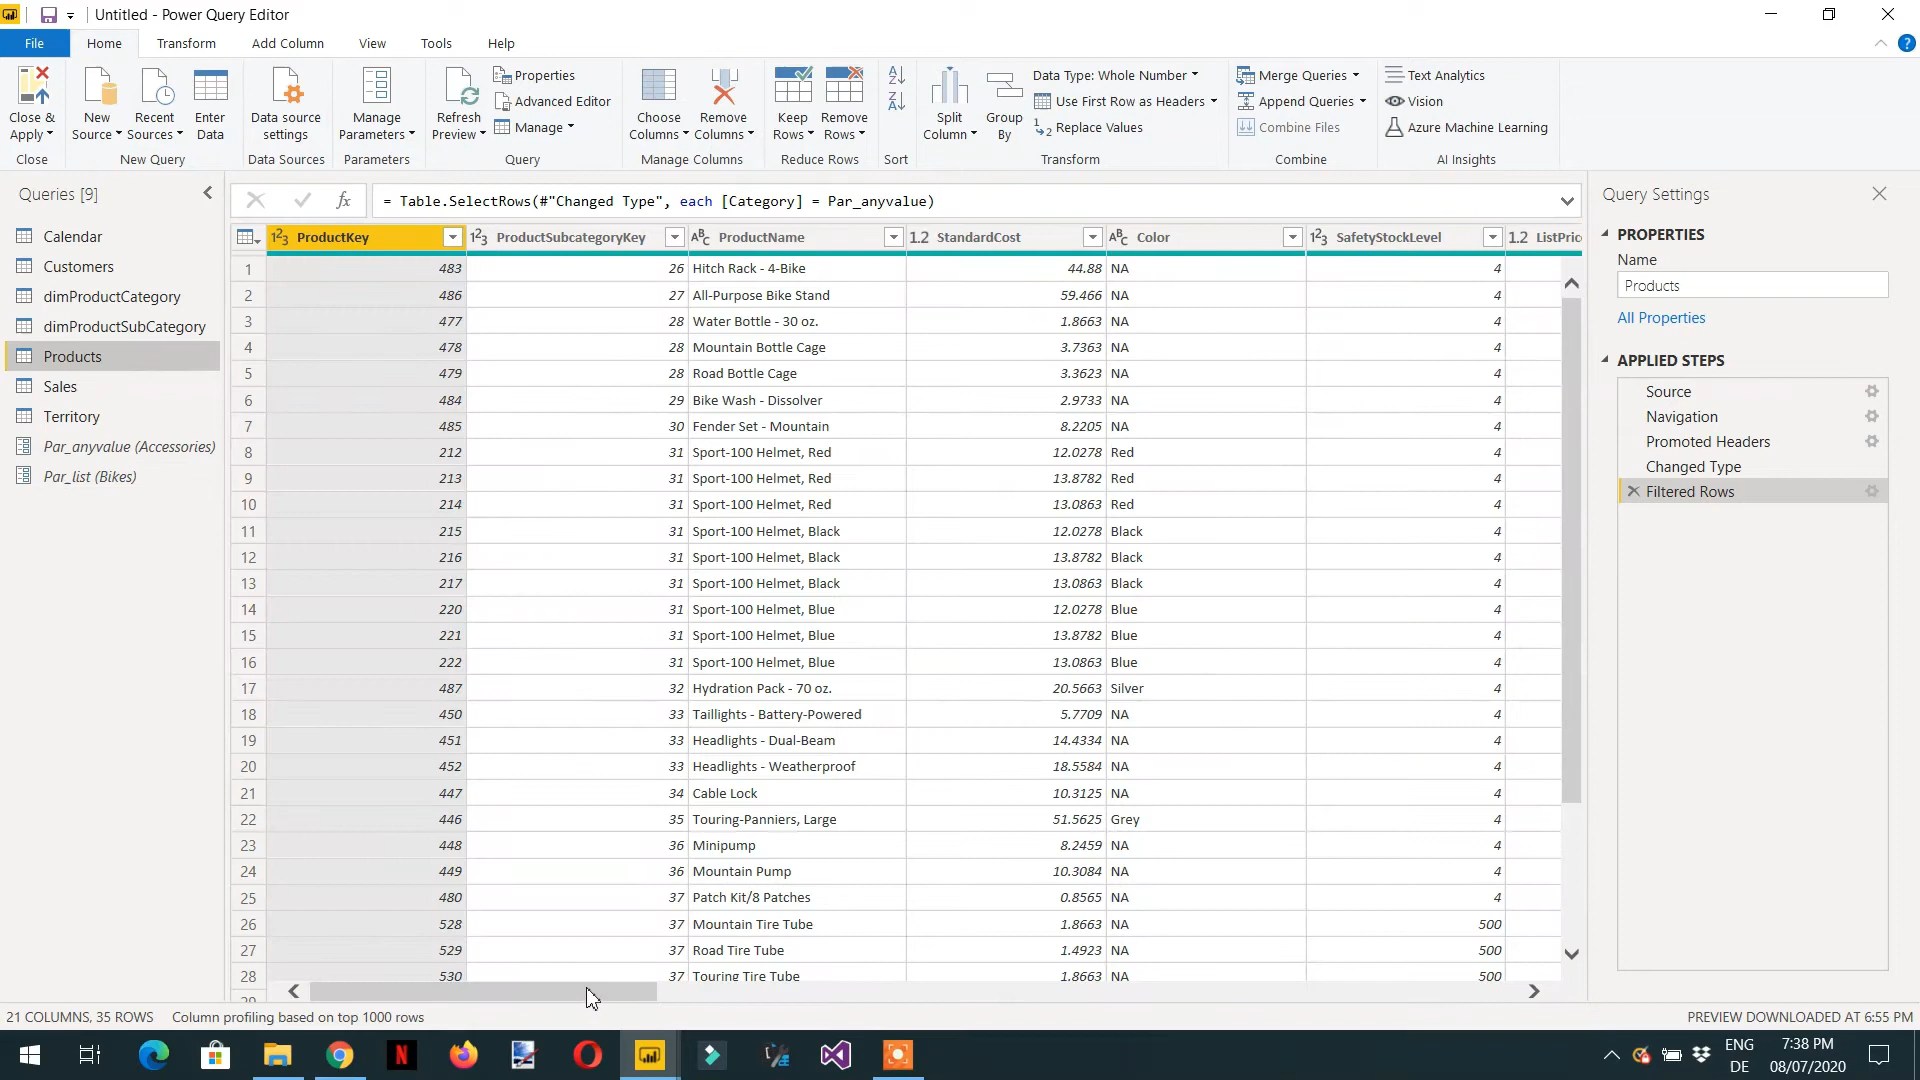 Untitled - Power Query Editor
File Home Transform Add Column View Tools Help
Close & Apply
Close
New Source
Recent Sources
Enter Data
New Query
Data source settings
Data Sources
Manage Parameters
Parameters
Refresh Preview
Properties
Advanced Editor
Manage
Query
Choose Columns
Remove Columns
Manage Columns
Keep Rows
Remove Rows
Reduce Rows
Sort
Split Column
Group By
Data Type: Whole Number
Use First Row as Headers
Replace Values
Transform
Merge Queries
Append Queries
Combine Files
Combine
Text Analytics
Vision
Azure Machine Learning
AI Insights
Queries [9]
Calendar
Customers
dimProductCategory
dimProductSubCategory
Products
Sales
Territory
Par_anyvalue (Accessories)
Par_list (Bikes)
fx = Table.SelectRows(#"Changed Type", each [Category] = Par_anyvalue)
ProductKey ProductSubcategoryKey ProductName 1.2 StandardCost Color SafetyStockLevel 1.2 ListPric
1 483 26 Hitch Rack - 4-Bike 44.88 NA 4
2 486 27 All-Purpose Bike Stand 59.466 NA 4
3 477 28 Water Bottle - 30 oz. 1.8663 NA 4
4 478 28 Mountain Bottle Cage 3.7363 NA 4
5 479 28 Road Bottle Cage 3.3623 NA 4
6 484 29 Bike Wash - Dissolver 2.9733 NA 4
7 485 30 Fender Set - Mountain 8.2205 NA 4
8 212 31 Sport-100 Helmet, Red 12.0278 Red 4
9 213 31 Sport-100 Helmet, Red 13.8782 Red 4
10 214 31 Sport-100 Helmet, Red 13.0863 Red 4
11 215 31 Sport-100 Helmet, Black 12.0278 Black 4
12 216 31 Sport-100 Helmet, Black 13.8782 Black 4
13 217 31 Sport-100 Helmet, Black 13.0863 Black 4
14 220 31 Sport-100 Helmet, Blue 12.0278 Blue 4
15 221 31 Sport-100 Helmet, Blue 13.8782 Blue 4
16 222 31 Sport-100 Helmet, Blue 13.0863 Blue 4
17 487 32 Hydration Pack - 70 oz. 20.5663 Silver 4
18 450 33 Taillights - Battery-Powered 5.7709 NA 4
19 451 33 Headlights - Dual-Beam 14.4334 NA 4
20 452 33 Headlights - Weatherproof 18.5584 NA 4
21 447 34 Cable Lock 10.3125 NA 4
22 446 35 Touring-Panniers, Large 51.5625 Grey 4
23 448 36 Minipump 8.2459 NA 4
24 449 36 Mountain Pump 10.3084 NA 4
25 480 37 Patch Kit/8 Patches 0.8565 NA 4
26 528 37 Mountain Tire Tube 1.8663 NA 500
27 529 37 Road Tire Tube 1.4923 NA 500
28 530 37 Touring Tire Tube 1.8663 NA 500
29
Query Settings
PROPERTIES
Name
Products
All Properties
APPLIED STEPS
Source
Navigation
Promoted Headers
Changed Type
Filtered Rows
21 COLUMNS, 35 ROWS Column profiling based on top 1000 rows
PREVIEW DOWNLOADED AT 6:55 PM
ENG
DE
7:38 PM
08/07/2020